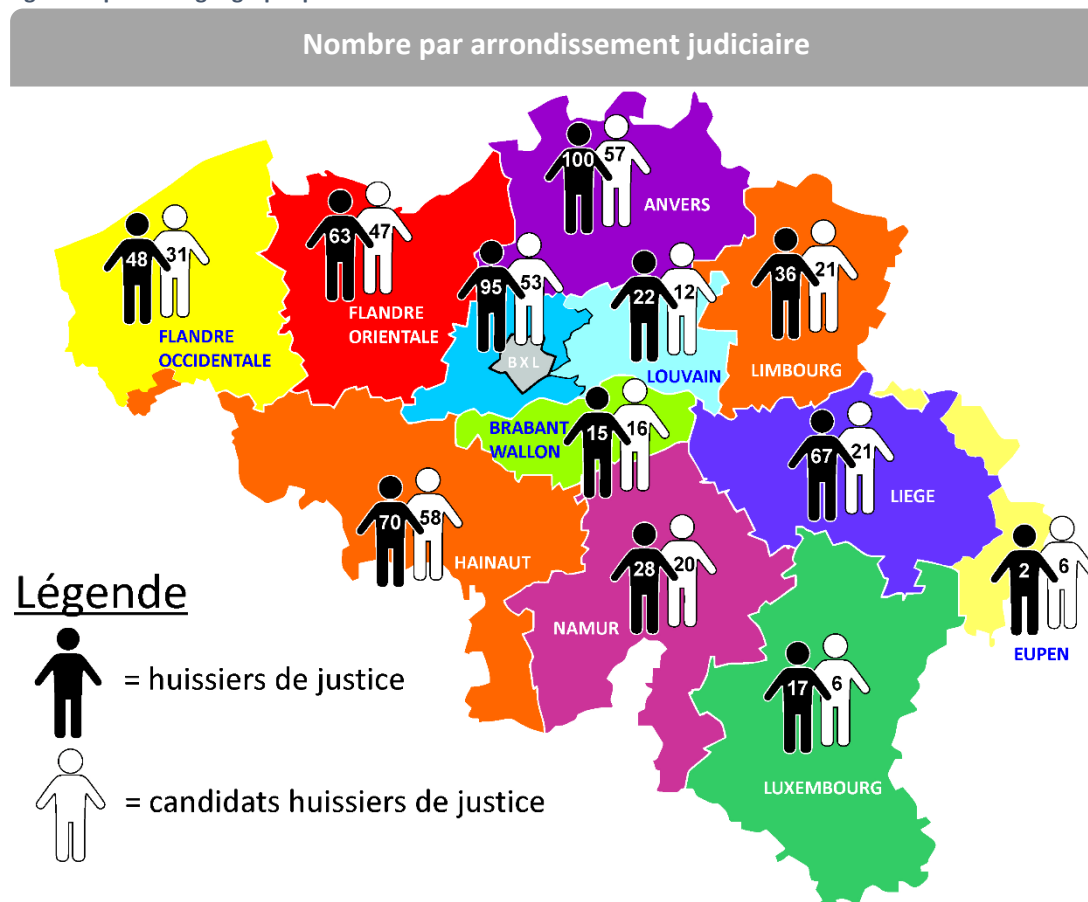 Nombre par arrondissement judiciaire
100 57
ANVERS
63 47
FLANDRE
ORIENTALE
48 31
FLANDRE
OCCIDENTALE
95 53
BXL
22 12
LOUVAIN
36 21
LIMBOURG
BRABANT
WALLON
15 16
67 21
LIEGE
70 58
HAINAUT
28 20
NAMUR
2 6
EUPEN
17 6
LUXEMBOURG
Légende
= huissiers de justice
= candidats huissiers de justice